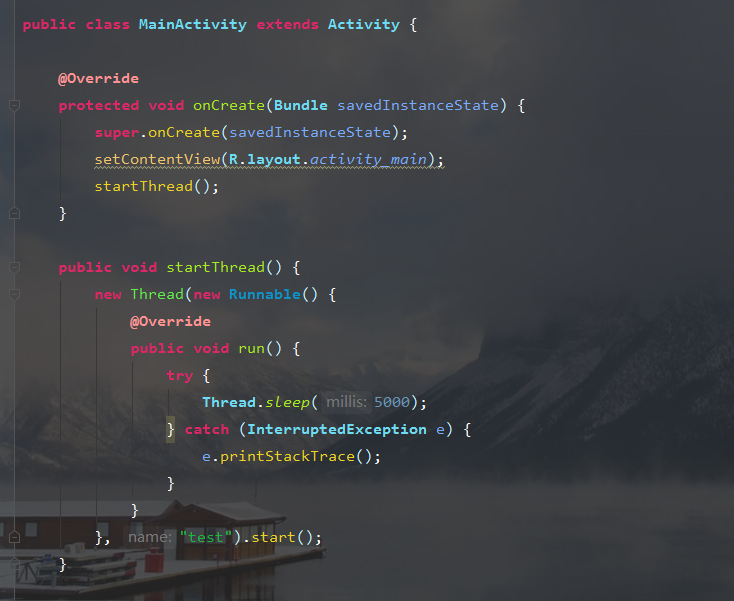 public class MainActivity extends Activity {
@Override
protected void onCreate(Bundle savedInstanceState) {
super.onCreate(savedInstanceState);
setContentView(R.layout.activity_main);
startThread();
}
public void startThread() {
new Thread(new Runnable() {
@Override
public void run() {
try {
Thread.sleep( millis: 5000);
} catch (InterruptedException e) {
e.printStackTrace();
}
}
}, name: "test").start();
}